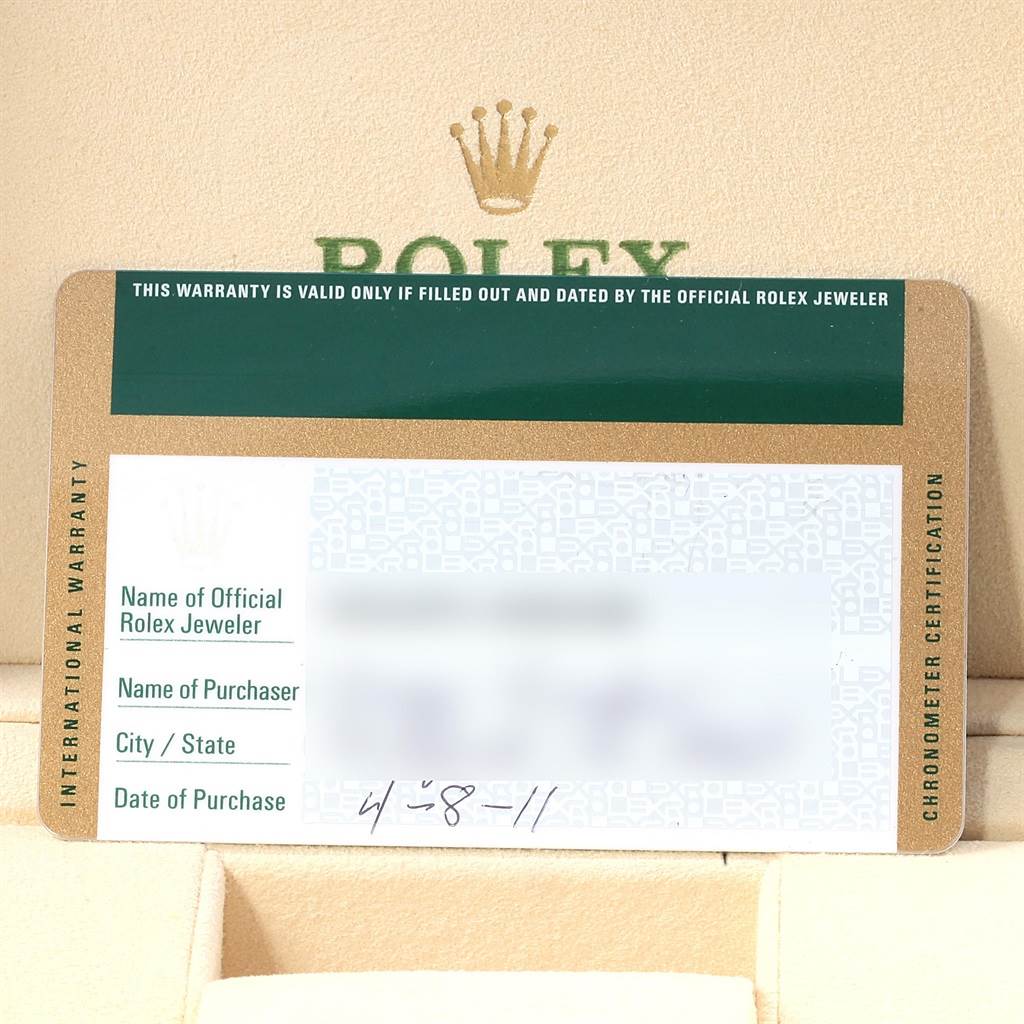 ROLEX
THIS WARRANTY IS VALID ONLY IF FILLED OUT AND DATED BY THE OFFICIAL ROLEX JEWELER
INTERNATIONAL WARRANTY
Name of Official
Rolex Jeweler
Name of Purchaser
City / State
Date of Purchase 4-8-11
CHRONOMETER CERTIFICATION